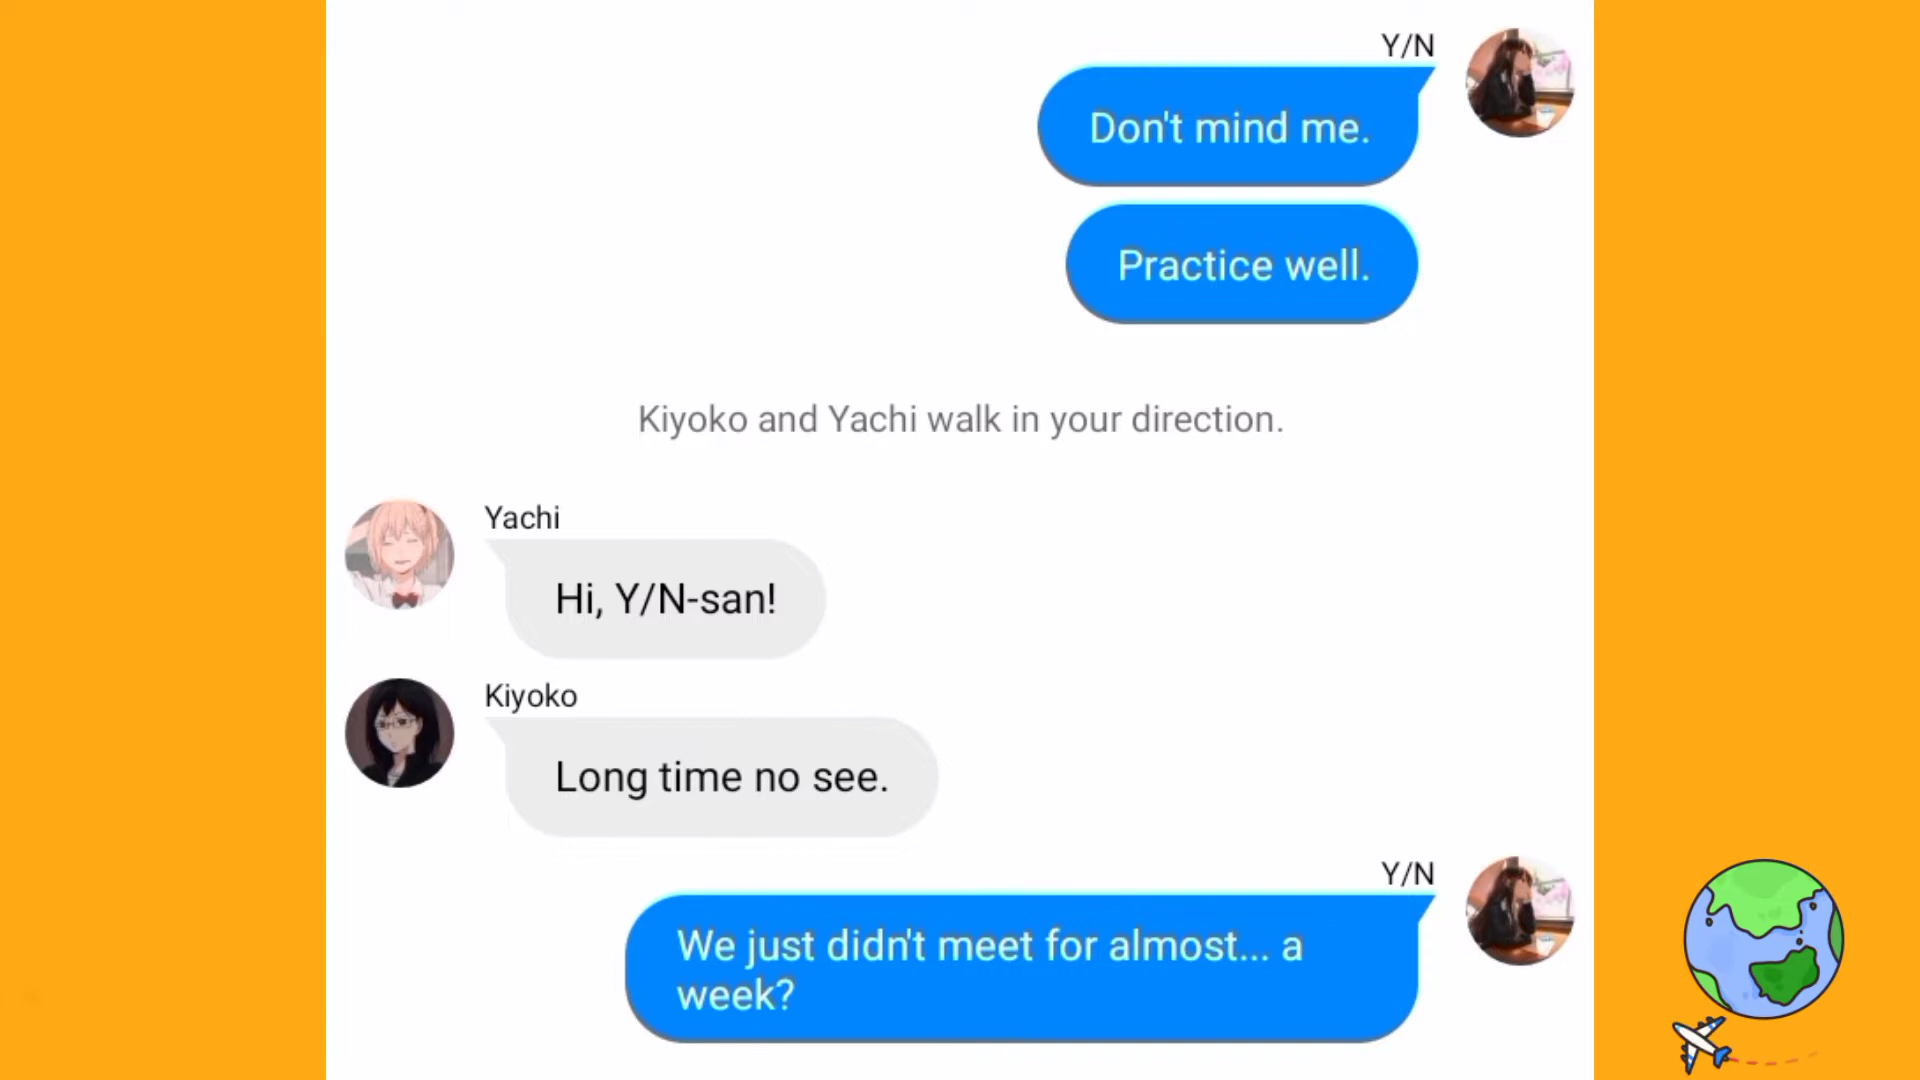 Y/N
Don't mind me.
Practice well.
Kiyoko and Yachi walk in your direction.
Yachi
Hi, Y/N-san!
Kiyoko
Long time no see.
Y/N
We just didn't meet for almost... a
week?